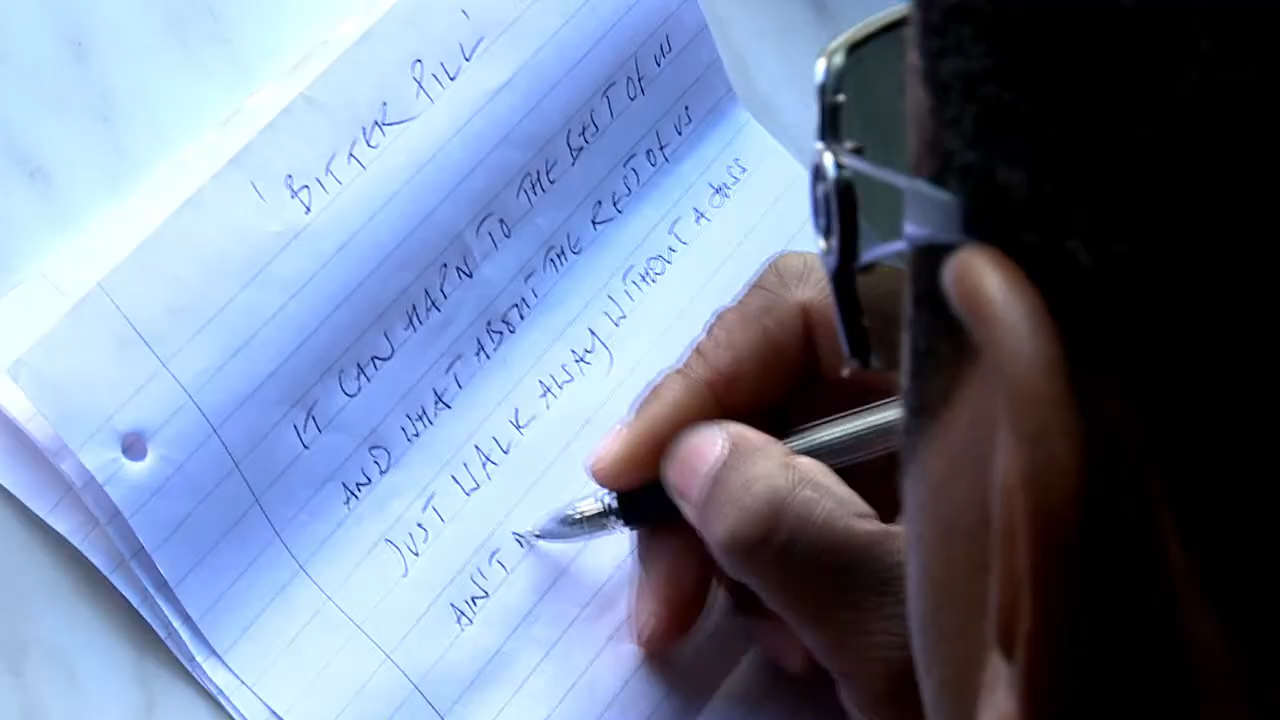 'BITTER PILL'
IT CAN HAPN TO THE BEST OF US
AND WHAT ABOUT THE REST OF US
JUST WALK AWAY WITHOUT A
AIN'T